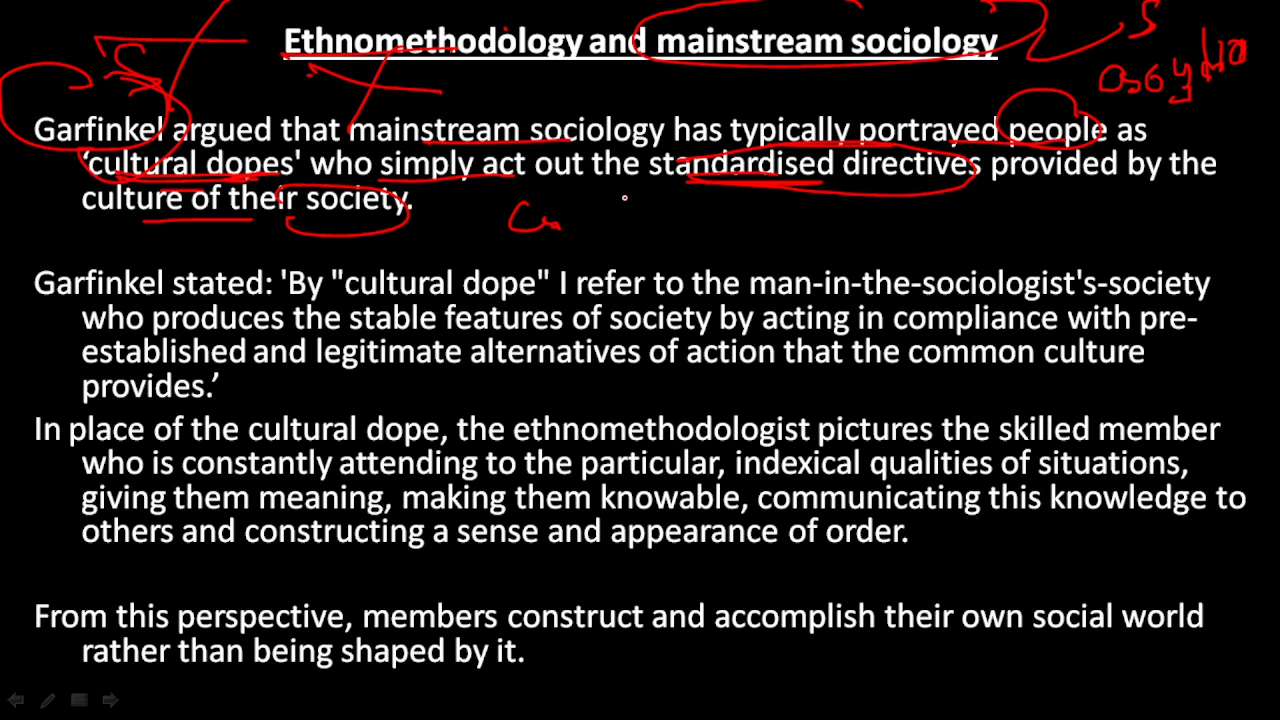 Ethnomethodology and mainstream sociology
Garfinkel argued that mainstream sociology has typically portrayed people as
‘cultural dopes' who simply act out the standardised directives provided by the
culture of their society.
Garfinkel stated: 'By "cultural dope" I refer to the man-in-the-sociologist's-society
who produces the stable features of society by acting in compliance with pre-
established and legitimate alternatives of action that the common culture
provides.’
In place of the cultural dope, the ethnomethodologist pictures the skilled member
who is constantly attending to the particular, indexical qualities of situations,
giving them meaning, making them knowable, communicating this knowledge to
others and constructing a sense and appearance of order.
From this perspective, members construct and accomplish their own social world
rather than being shaped by it.